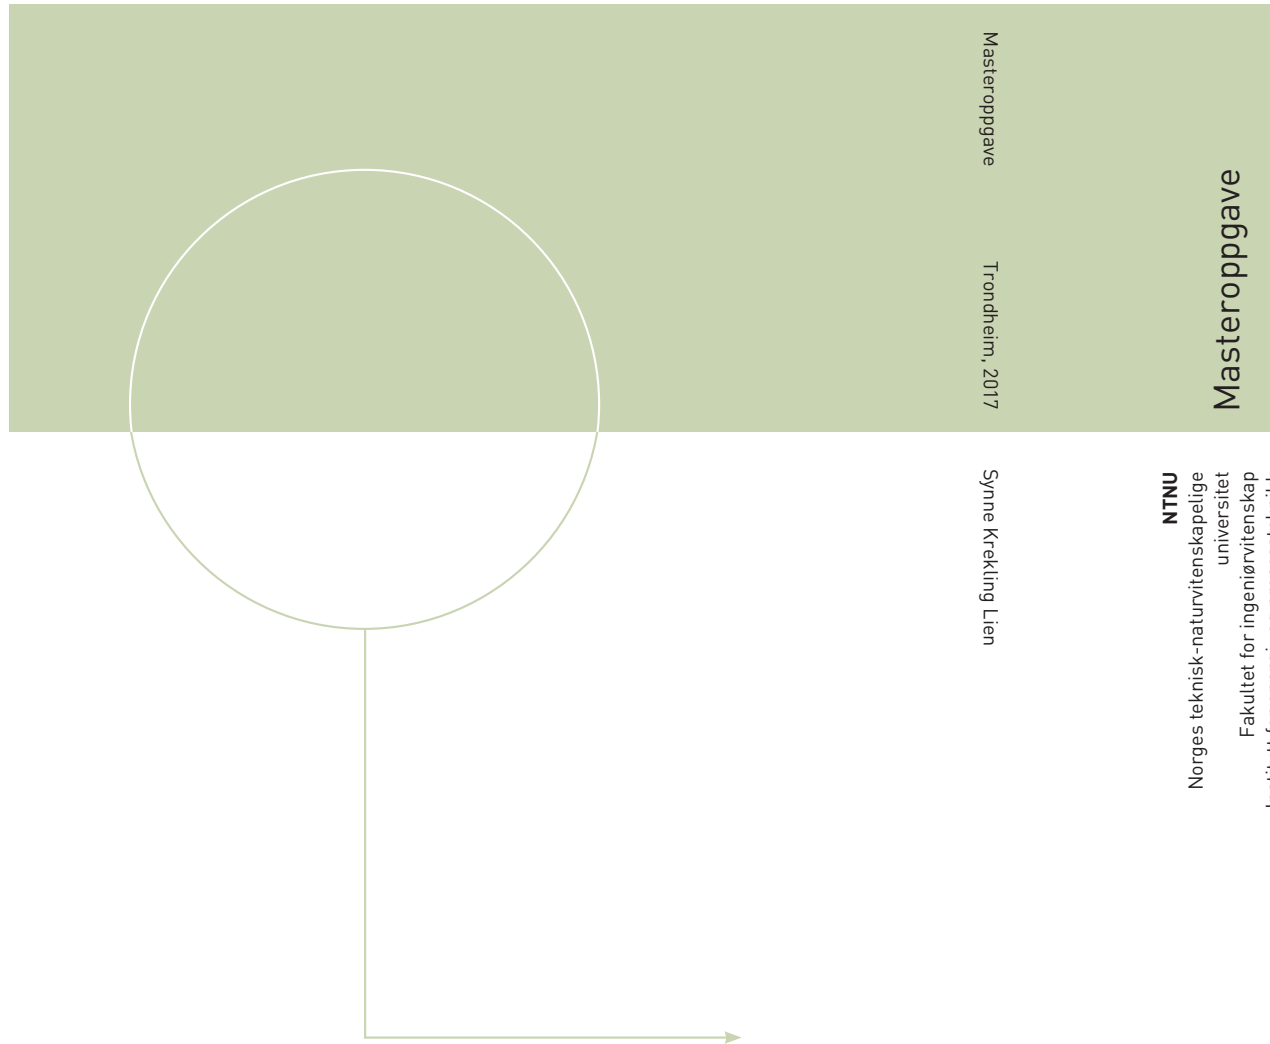 Masteroppgave
Trondheim, 2017
Synne Krekling Lien
Masteroppgave
NTNU
Norges teknisk-naturvitenskapelige
universitet
Fakultet for ingeniørvitenskap